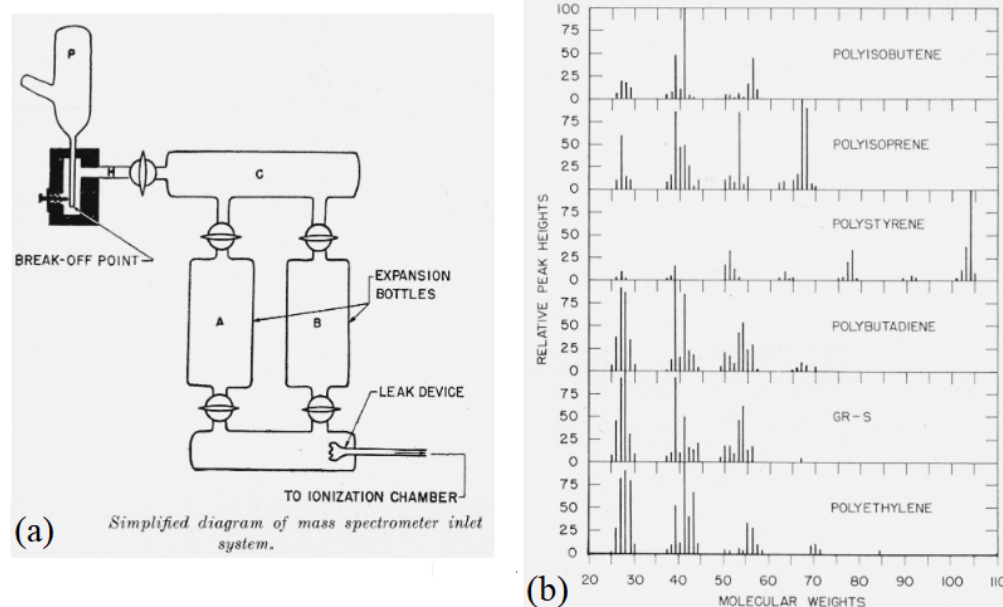 P
H
C
BREAK-OFF POINT
EXPANSION
BOTTLES
A
B
LEAK DEVICE
TO IONIZATION CHAMBER
(a)
Simplified diagram of mass spectrometer inlet
system.
RELATIVE PEAK HEIGHTS
100
75
50
25
0
POLYISOBUTENE
75
50
25
0
POLYISOPRENE
75
50
25
0
POLYSTYRENE
75
50
25
0
POLYBUTADIENE
75
50
25
0
GR-S
75
50
25
0
POLYETHYLENE
20 30 40 50 60 70 80 90 100 110
MOLECULAR WEIGHTS
(b)